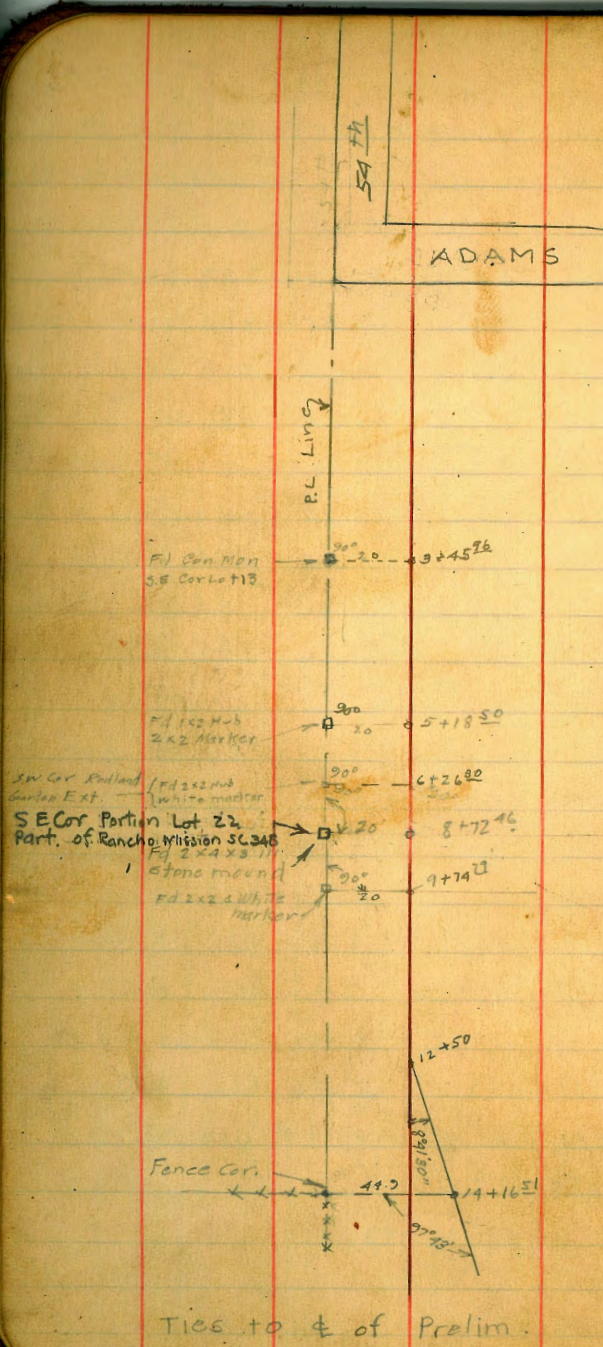 54 th
ADAMS
P.L Line
Fd Con Mon
S.E Cor Lot 13
90°
20
3+45 96
Fd 2x2 Hub
2x2 Marker
90
20
5+18 50
S.W Cor Redland
Garden Ext
Fd 2x2 Hub
White marker
90°
6+26 80
S E Cor Portion Lot 22
Part. of Rancho Mission SC 348
20
8+72 46
Fd 2x4x3 in
Stone mound
90°
20
9+74
Fd 2x2 & White
marker
12+50
Fence Cor.
44.9
14+16 51
97°43'
Ties to ℄ of Prelim.